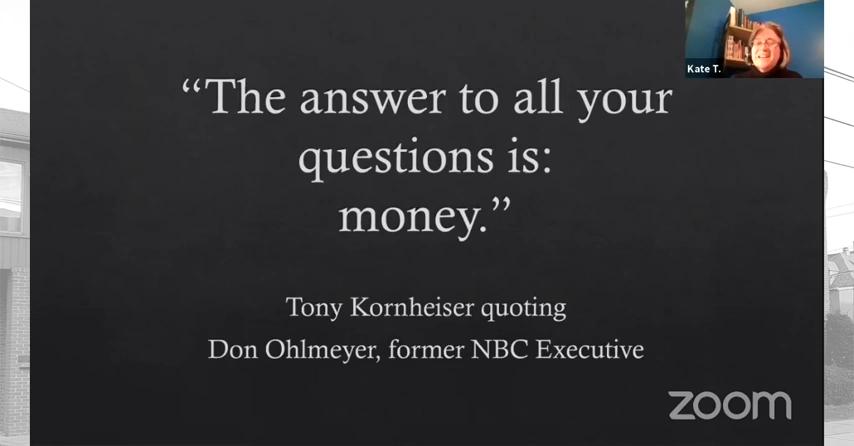 Kate T.
“The answer to all your
questions is:
money.”
Tony Kornheiser quoting
Don Ohlmeyer, former NBC Executive
zoom